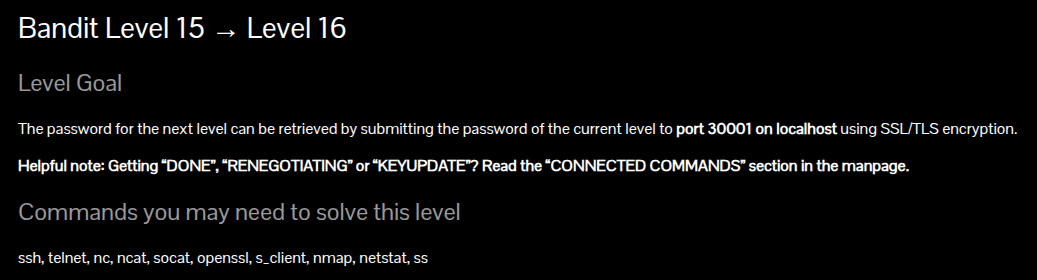 Bandit Level 15 → Level 16
Level Goal
The password for the next level can be retrieved by submitting the password of the current level to port 30001 on localhost using SSL/TLS encryption.
Helpful note: Getting “DONE”, “RENEGOTIATING” or “KEYUPDATE”? Read the “CONNECTED COMMANDS” section in the manpage.
Commands you may need to solve this level
ssh, telnet, nc, ncat, socat, openssl, s_client, nmap, netstat, ss